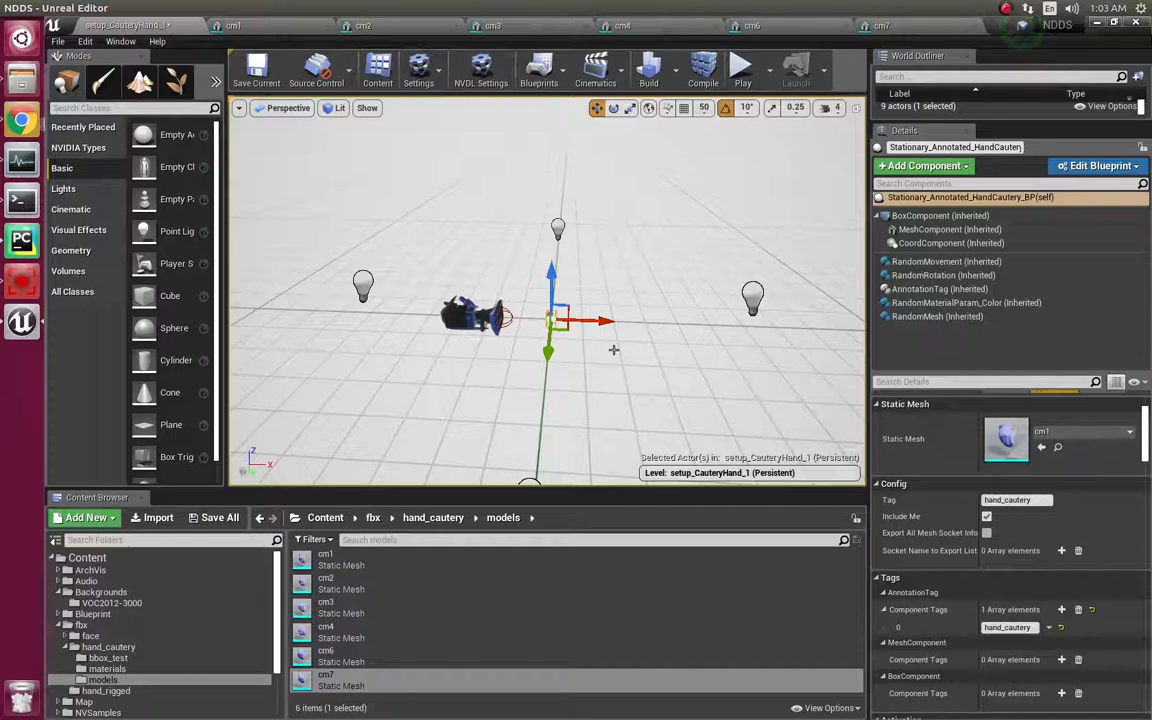 NDDS - Unreal Editor
En
1:03 AM
setup_CauteryHand_1*
cm1
cm2
cm3
cm4
cm6
cm7
NDDS
File Edit Window Help
Modes
Search Classes
Recently Placed
NVIDIA Types
Basic
Lights
Cinematic
Visual Effects
Geometry
Volumes
All Classes
Empty Ac
Empty Ch
Empty Pa
Point Lig
Player S
Cube
Sphere
Cylinder
Cone
Plane
Box Trig
Save Current
Source Control
Content
Settings
NVDL Settings
Blueprints
Cinematics
Build
Compile
Play
Launch
Perspective
Lit
Show
50
10°
0.25
4
Z
X
Selected Actor(s) in: setup_CauteryHand_1 (Persistent)
Level: setup_CauteryHand_1 (Persistent)
World Outliner
Search...
Label Type
9 actors (1 selected)
View Options
Details
Stationary_Annotated_HandCautery
+ Add Component
Edit Blueprint
Search Components
Stationary_Annotated_HandCautery_BP(self)
BoxComponent (Inherited)
MeshComponent (Inherited)
CoordComponent (Inherited)
RandomMovement (Inherited)
RandomRotation (Inherited)
AnnotationTag (Inherited)
RandomMaterialParam_Color (Inherited)
RandomMesh (Inherited)
Search Details
Static Mesh
Static Mesh
cm1
Config
Tag hand_cautery
Include Me
Export All Mesh Socket Info
Socket Name to Export List 0 Array elements
Tags
AnnotationTag
Component Tags 1 Array elements
0 hand_cautery
MeshComponent
Component Tags 0 Array elements
BoxComponent
Component Tags 0 Array elements
Content Browser
Add New
Import
Save All
Content
fbx
hand_cautery
models
Search Folders
Filters
Search models
Content
ArchVis
Audio
Backgrounds
VOC2012-3000
Blueprint
fbx
face
hand_cautery
bbox_test
materials
models
hand_rigged
Map
NVSamples
cm1
Static Mesh
cm2
Static Mesh
cm3
Static Mesh
cm4
Static Mesh
cm6
Static Mesh
cm7
Static Mesh
6 items (1 selected)
View Options